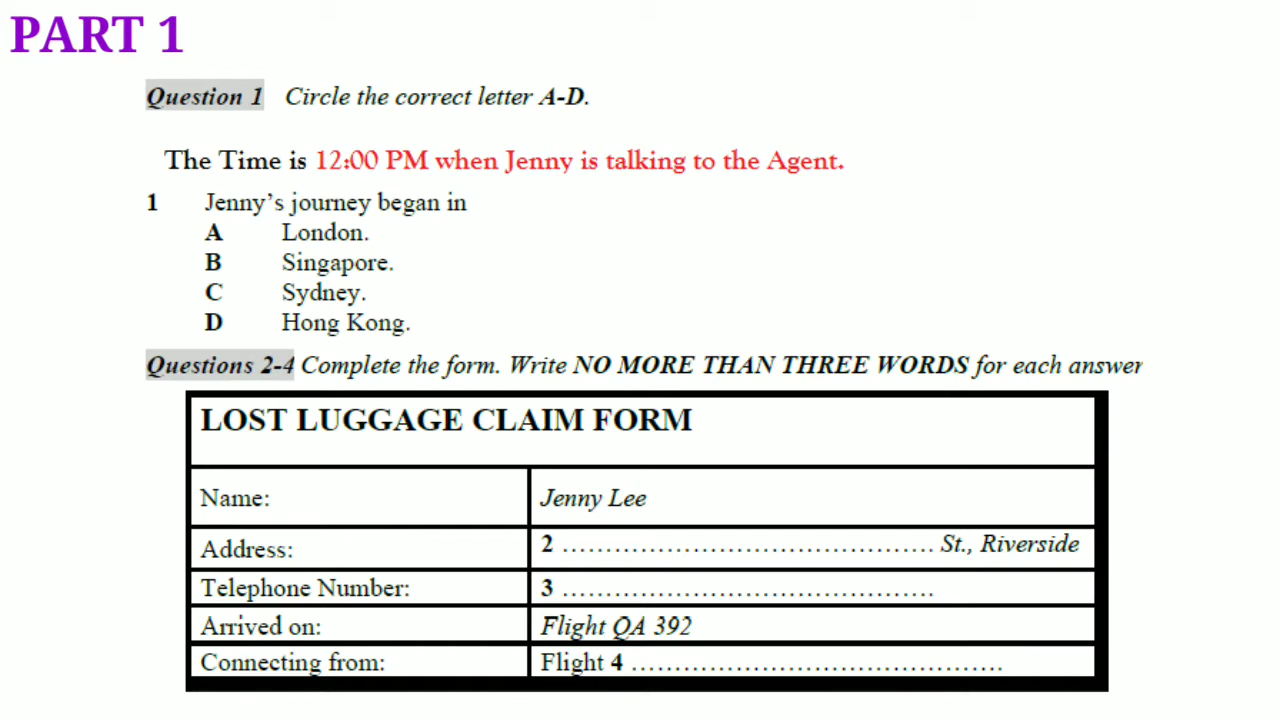 PART 1
Question 1 Circle the correct letter A-D.
The Time is 12:00 PM when Jenny is talking to the Agent.
1 Jenny’s journey began in
A London.
B Singapore.
C Sydney.
D Hong Kong.
Questions 2-4 Complete the form. Write NO MORE THAN THREE WORDS for each answer
LOST LUGGAGE CLAIM FORM
Name: Jenny Lee
Address: 2 ........................................... St., Riverside
Telephone Number: 3 ...........................................
Arrived on: Flight QA 392
Connecting from: Flight 4 ...........................................